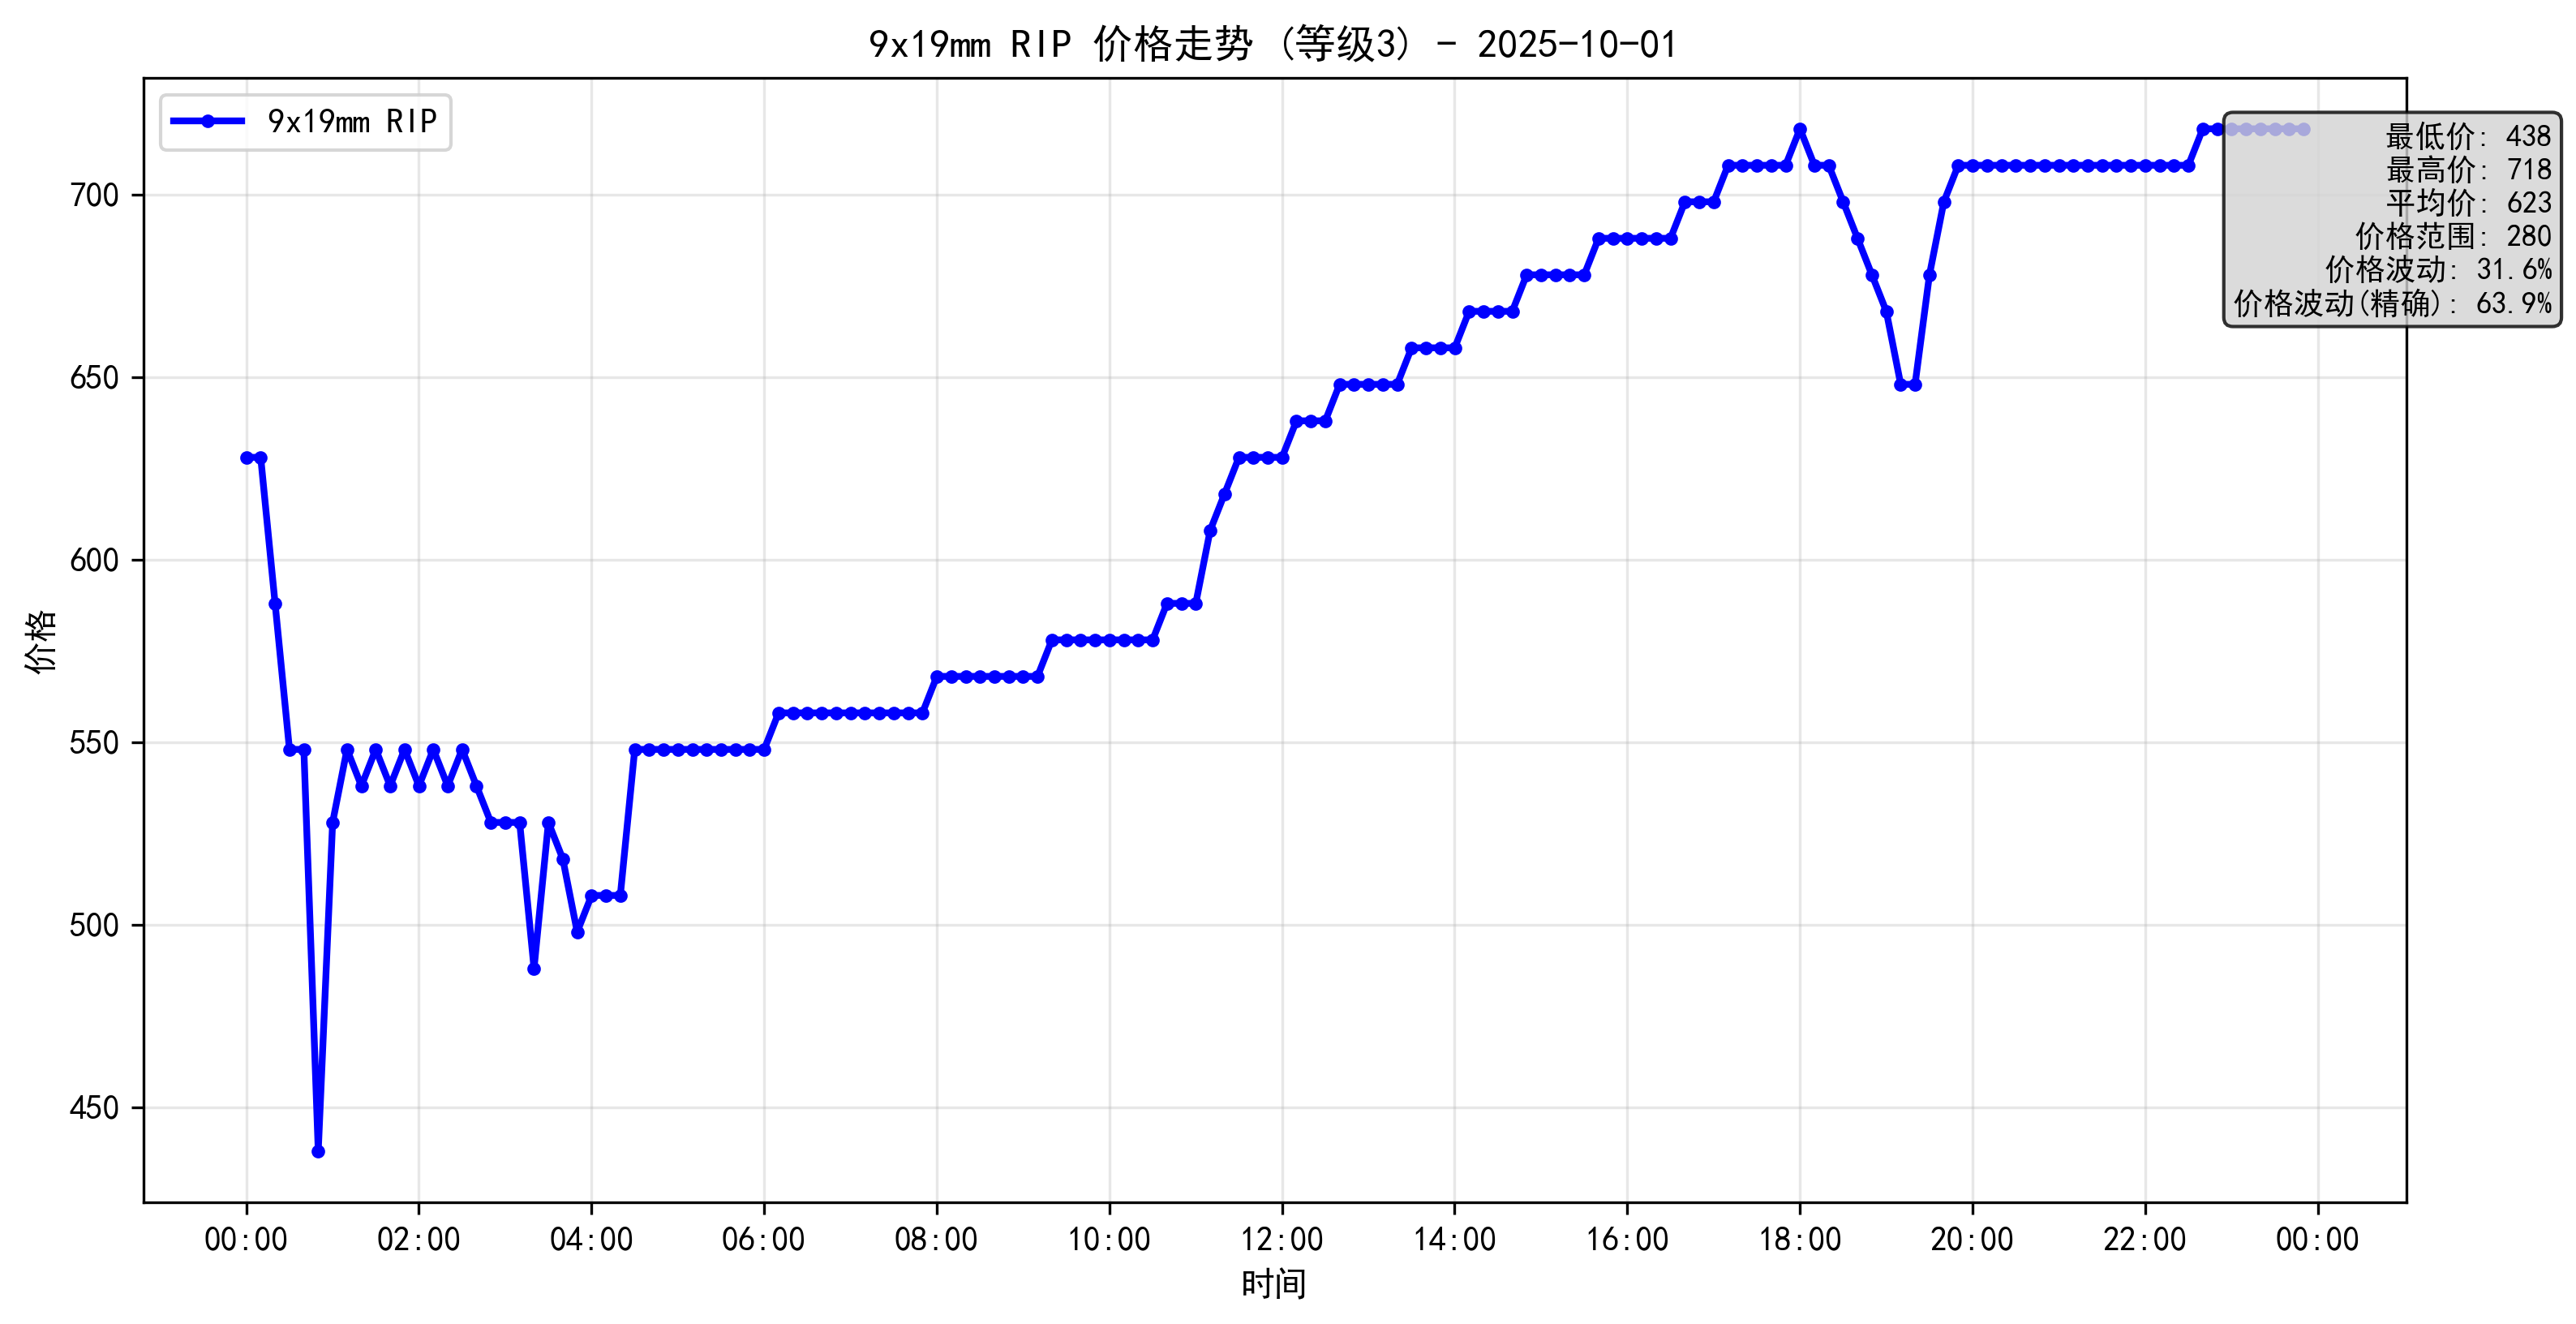 9x19mm RIP 价格走势 (等级3) - 2025-10-01
9x19mm RIP
最低价: 438
最高价: 718
平均价: 623
价格范围: 280
价格波动: 31.6%
价格波动(精确): 63.9%
价格
700
650
600
550
500
450
00:00 02:00 04:00 06:00 08:00 10:00 12:00 14:00 16:00 18:00 20:00 22:00 00:00
时间